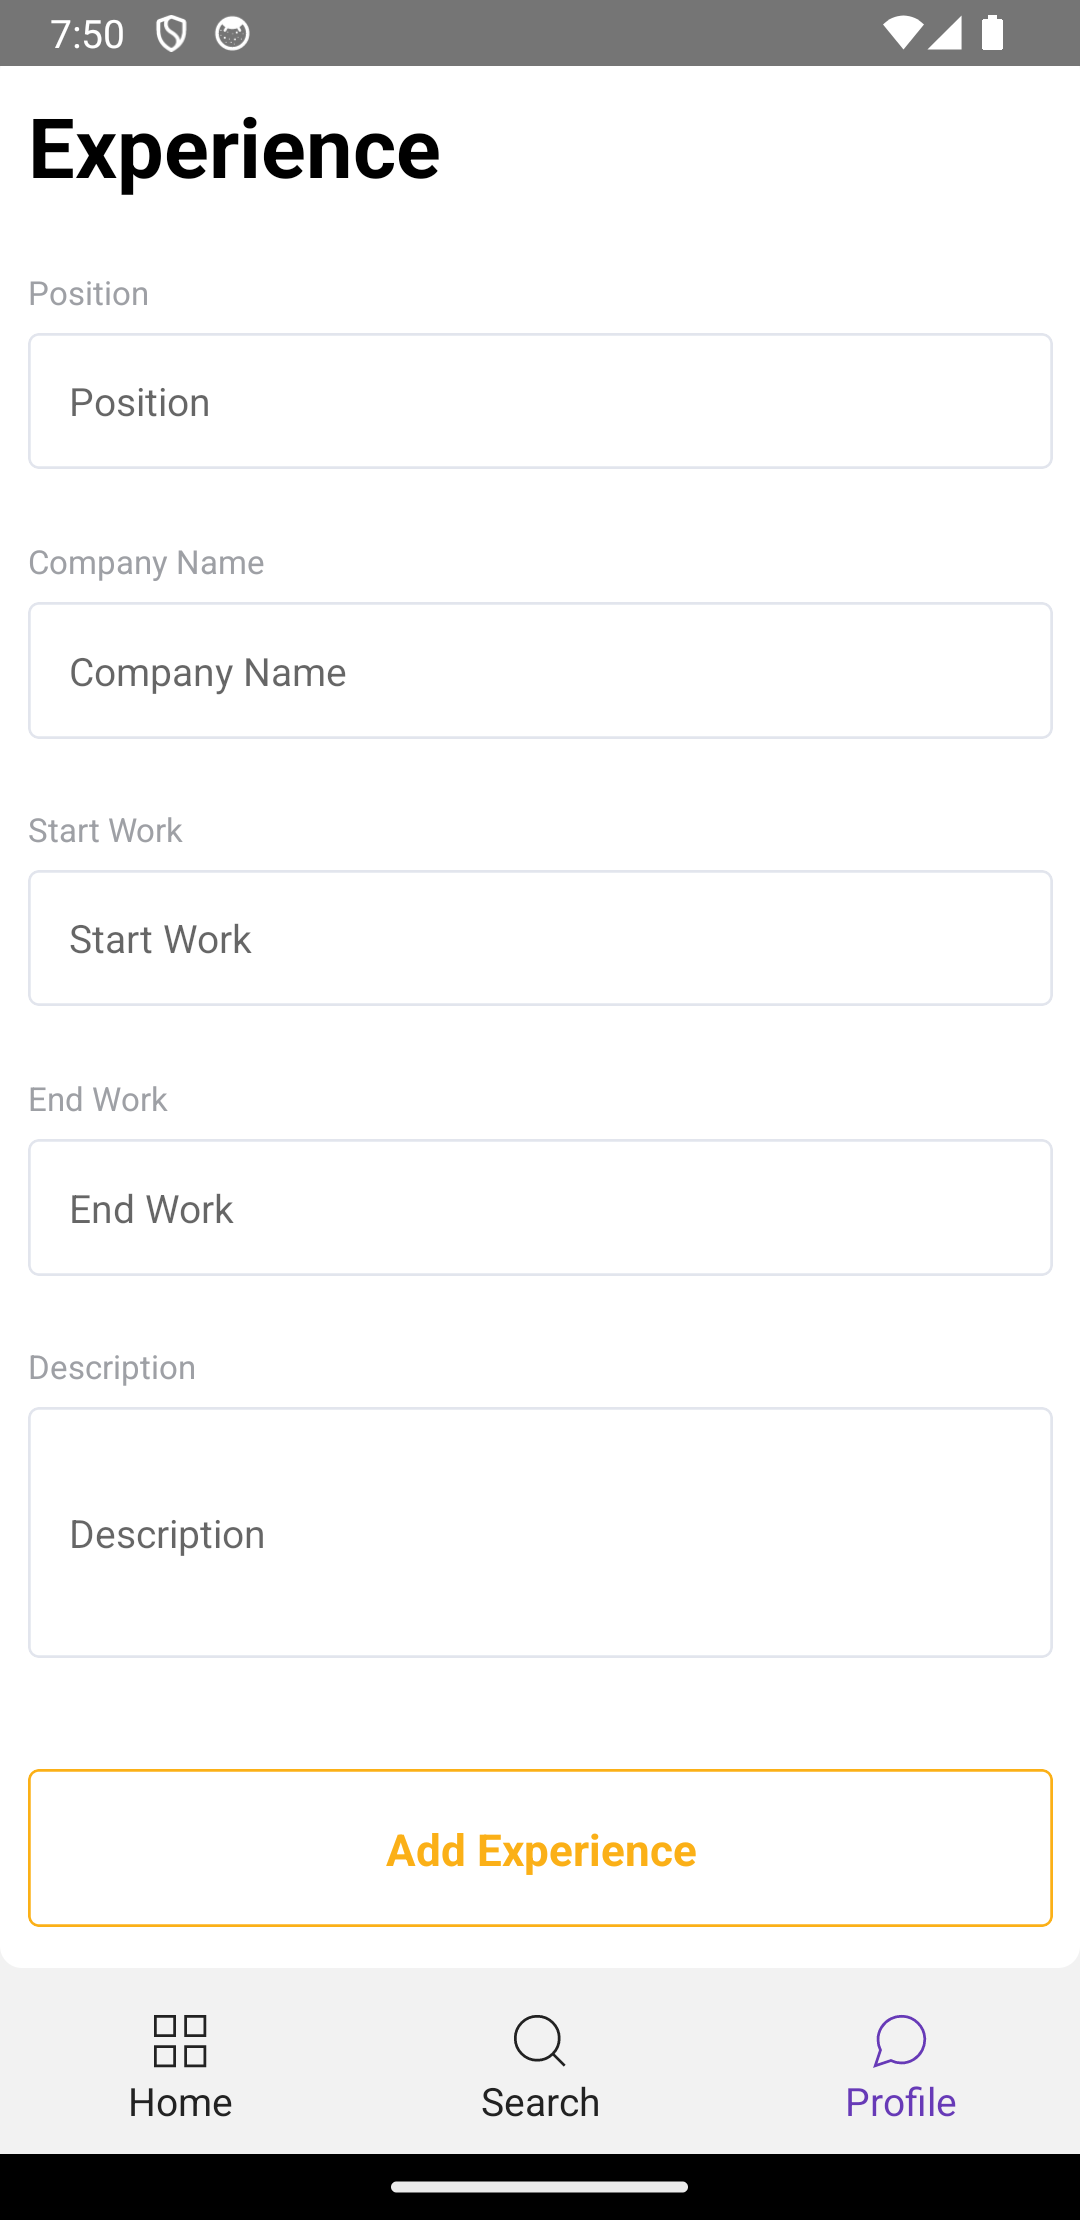 7:50
Experience
Position
Position
Company Name
Company Name
Start Work
Start Work
End Work
End Work
Description
Description
Add Experience
Home
Search
Profile